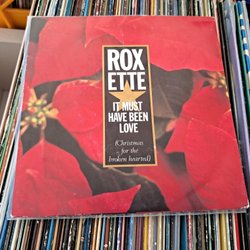 ROX
ETTE
IT MUST
HAVE BEEN
LOVE
(Christmas
– for the
broken hearted)